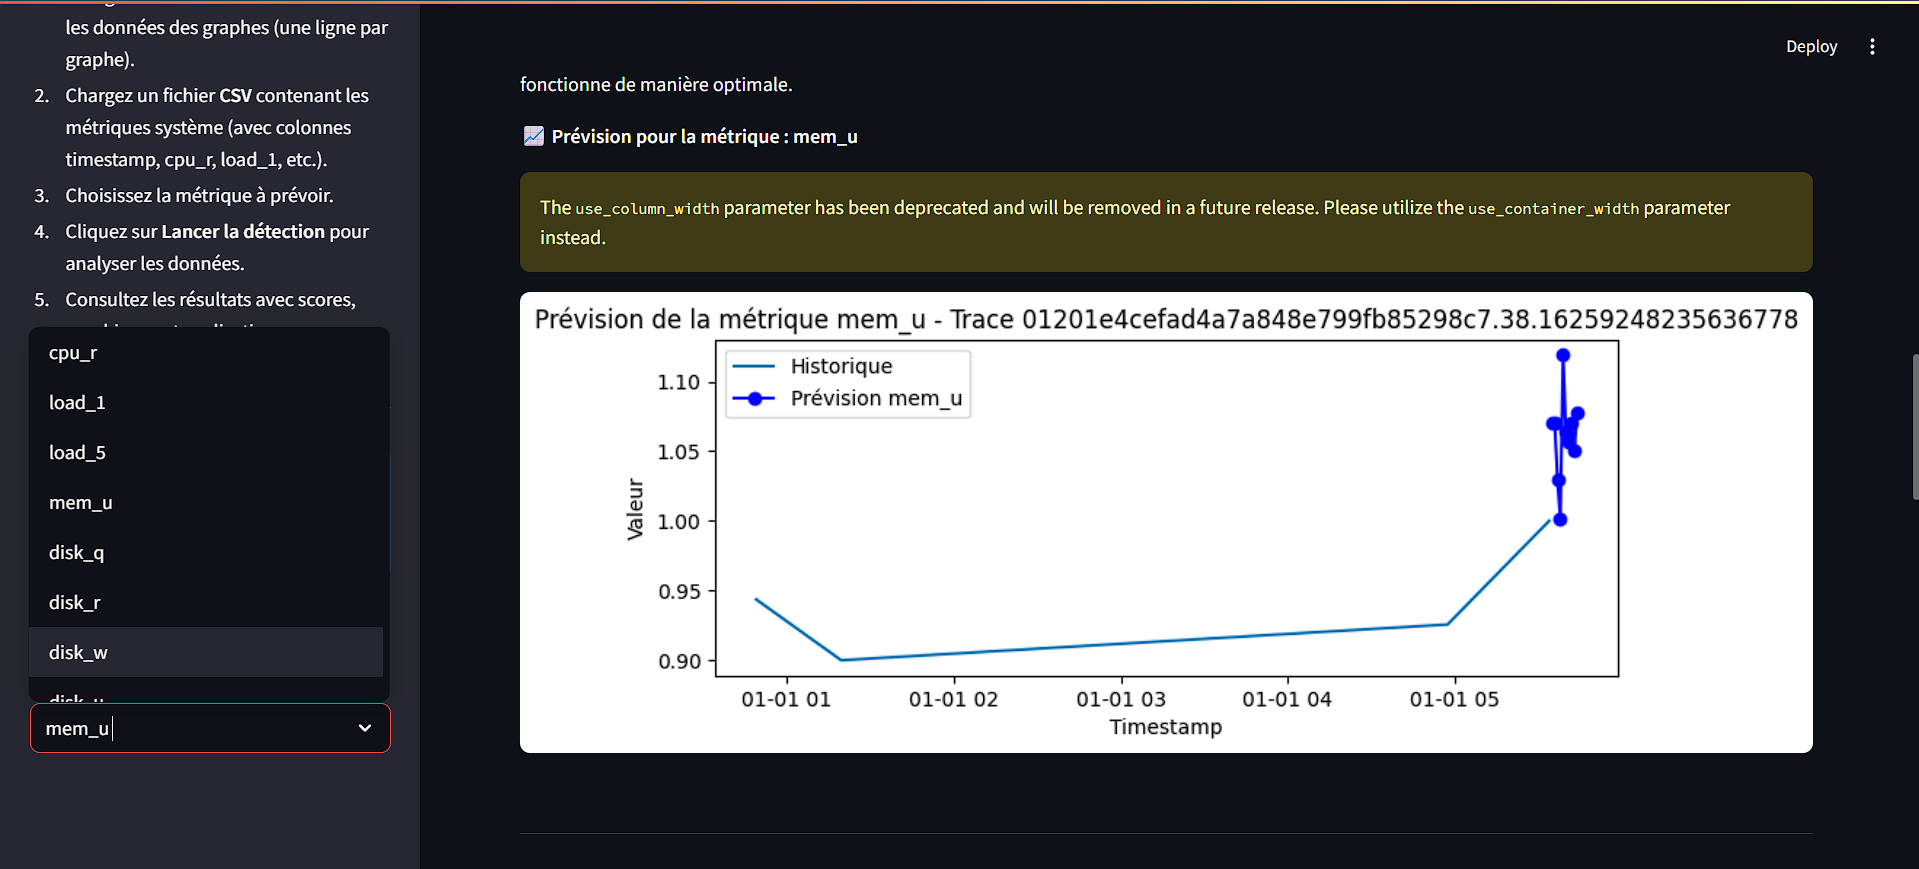 les données des graphes (une ligne par
graphe).
2. Chargez un fichier CSV contenant les
métriques système (avec colonnes
timestamp, cpu_r, load_1, etc.).
3. Choisissez la métrique à prévoir.
4. Cliquez sur Lancer la détection pour
analyser les données.
5. Consultez les résultats avec scores,
cpu_r
load_1
load_5
mem_u
disk_q
disk_r
disk_w
mem_u
Deploy
fonctionne de manière optimale.
Prévision pour la métrique : mem_u
The use_column_width parameter has been deprecated and will be removed in a future release. Please utilize the use_container_width parameter
instead.
Prévision de la métrique mem_u - Trace 01201e4cefad4a7a848e799fb85298c7.38.16259248235636778
Historique
Prévision mem_u
1.10
1.05
1.00
0.95
0.90
Valeur
01-01 01 01-01 02 01-01 03 01-01 04 01-01 05
Timestamp